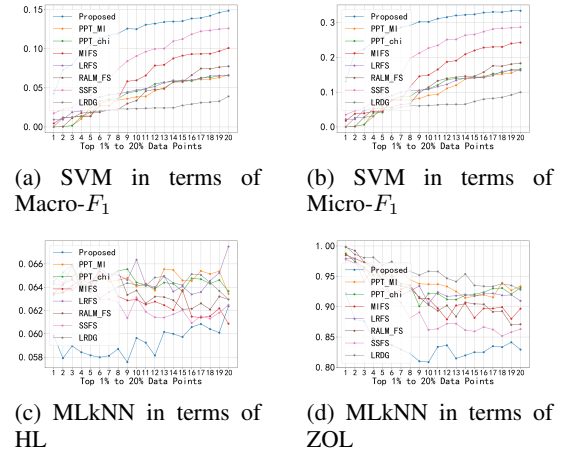 0.15
0.10
0.05
0.00
Proposed
PPT_MI
PPT_chi
MIFS
LRFS
RALM_FS
SSFS
LRDG
1 2 3 4 5 6 7 8 9 10 11 12 13 14 15 16 17 18 19 20
Top 1% to 20% Data Points
(a) SVM in terms of
Macro-F1
0.3
0.2
0.1
0.0
Proposed
PPT_MI
PPT_chi
MIFS
LRFS
RALM_FS
SSFS
LRDG
1 2 3 4 5 6 7 8 9 10 11 12 13 14 15 16 17 18 19 20
Top 1% to 20% Data Points
(b) SVM in terms of
Micro-F1
0.066
0.064
0.062
0.060
0.058
Proposed
PPT_MI
PPT_chi
MIFS
LRFS
RALM_FS
SSFS
LRDG
1 2 3 4 5 6 7 8 9 10 11 12 13 14 15 16 17 18 19 20
Top 1% to 20% Data Points
(c) MLkNN in terms of
HL
1.00
0.95
0.90
0.85
0.80
Proposed
PPT_MI
PPT_chi
MIFS
LRFS
RALM_FS
SSFS
LRDG
1 2 3 4 5 6 7 8 9 10 11 12 13 14 15 16 17 18 19 20
Top 1% to 20% Data Points
(d) MLkNN in terms of
ZOL